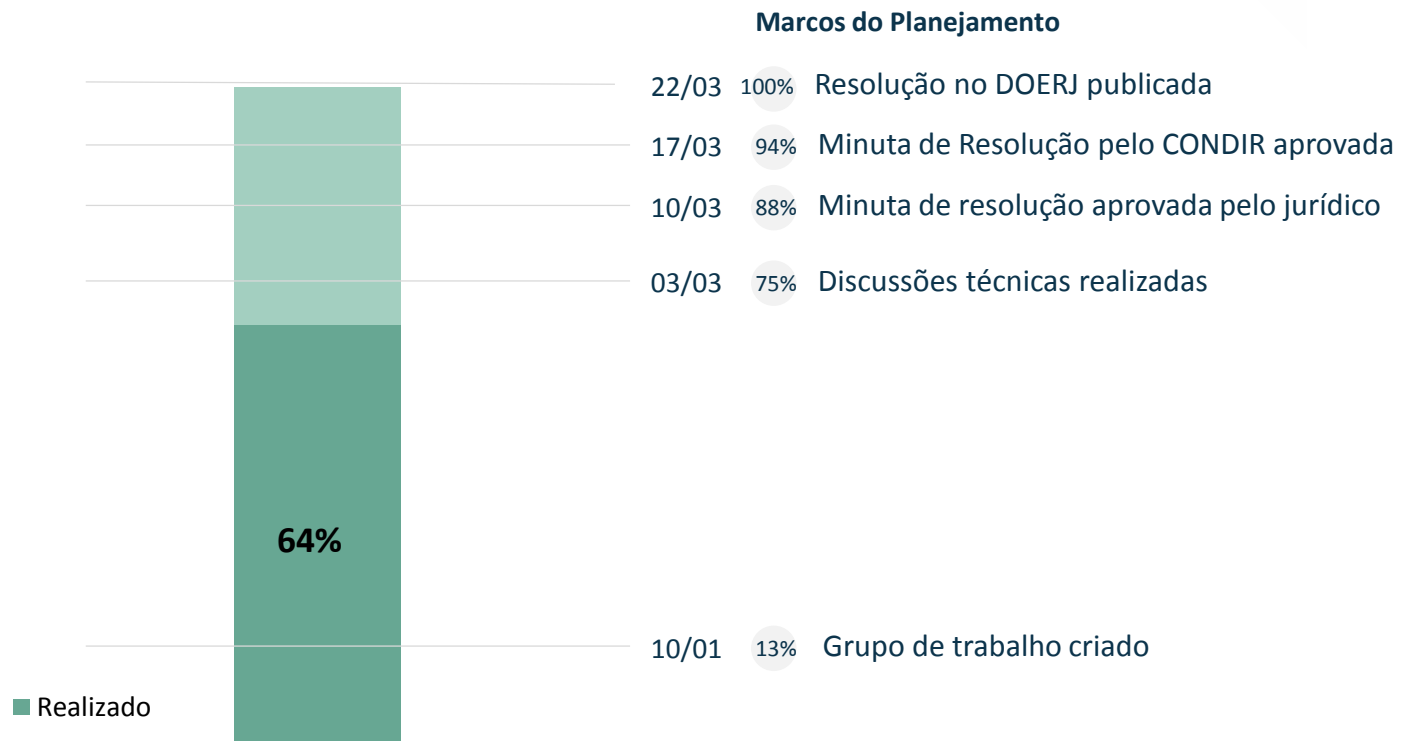 Marcos do Planejamento
22/03 100% Resolução no DOERJ publicada
17/03 94% Minuta de Resolução pelo CONDIR aprovada
10/03 88% Minuta de resolução aprovada pelo jurídico
03/03 75% Discussões técnicas realizadas
64%
10/01 13% Grupo de trabalho criado
Realizado